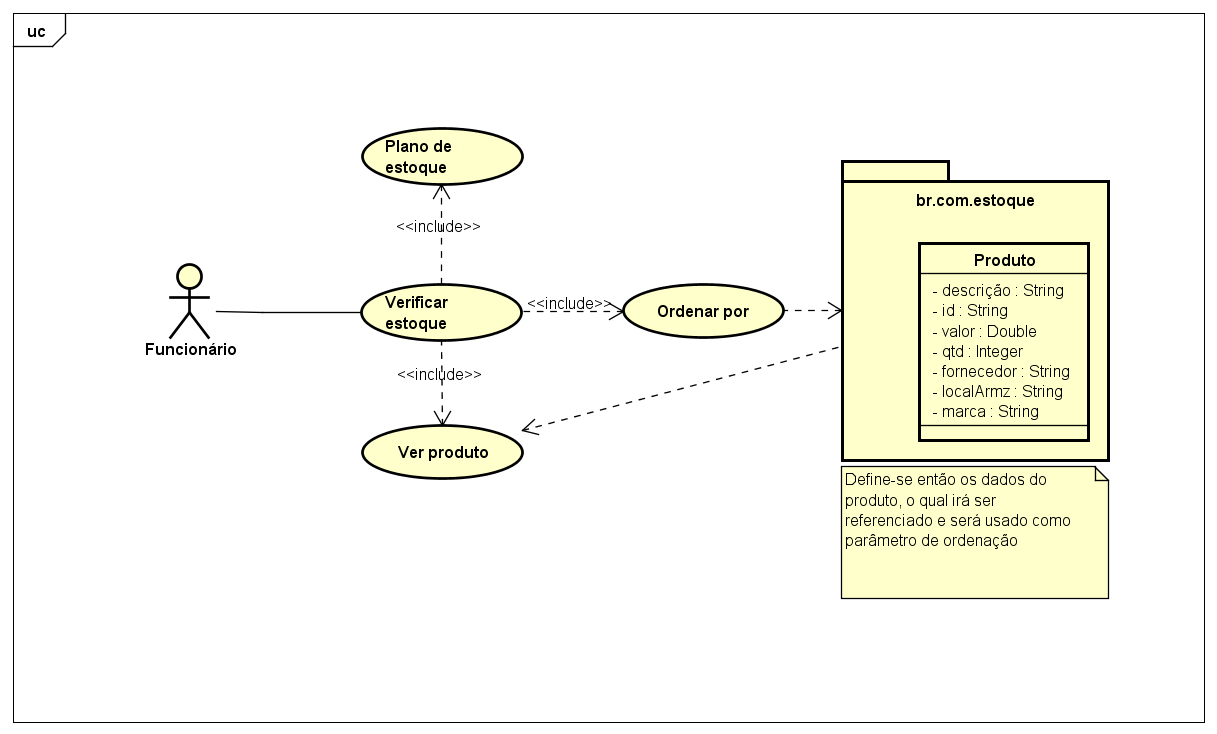 uc
Plano de
estoque
<<include>>
Verificar
estoque
<<include>>
Ordenar por
<<include>>
Ver produto
Funcionário
br.com.estoque
Produto
- descrição : String
- id : String
- valor : Double
- qtd : Integer
- fornecedor : String
- localArmz : String
- marca : String
Define-se então os dados do
produto, o qual irá ser
referenciado e será usado como
parâmetro de ordenação